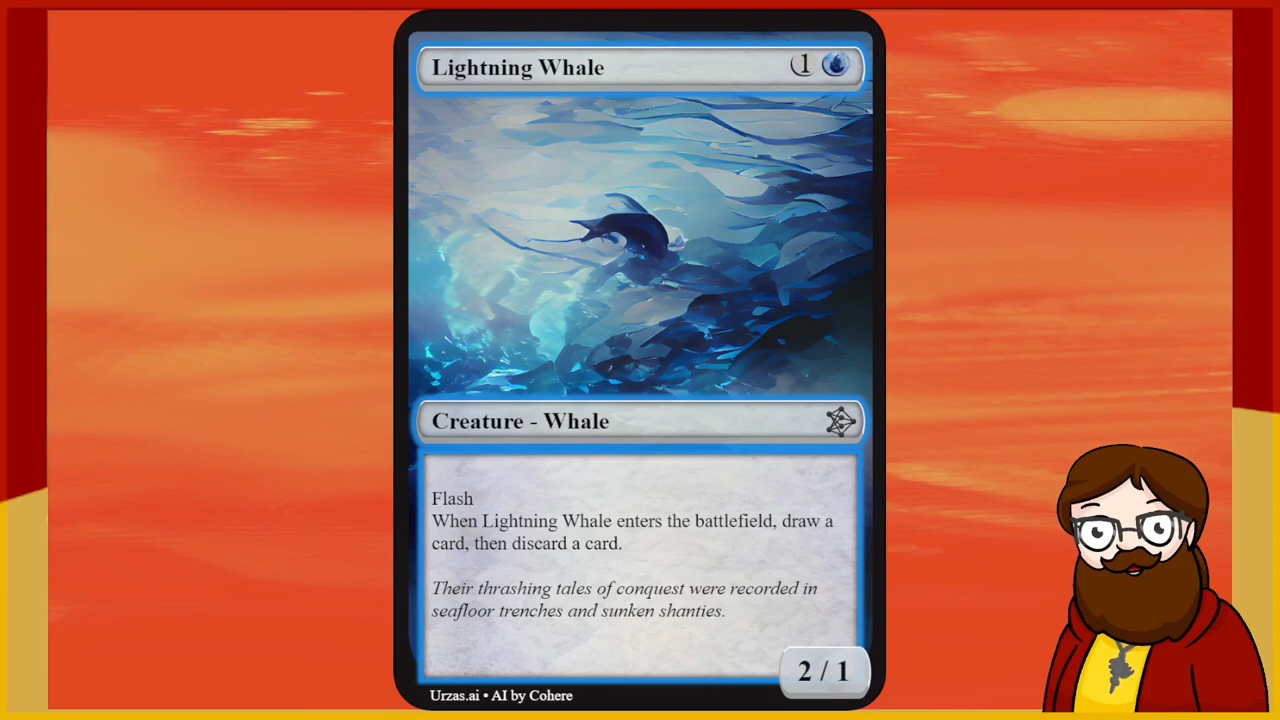 Lightning Whale 1
Creature - Whale
Flash
When Lightning Whale enters the battlefield, draw a
card, then discard a card.
Their thrashing tales of conquest were recorded in
seafloor trenches and sunken shanties.
2 / 1
Urzas.ai • AI by Cohere